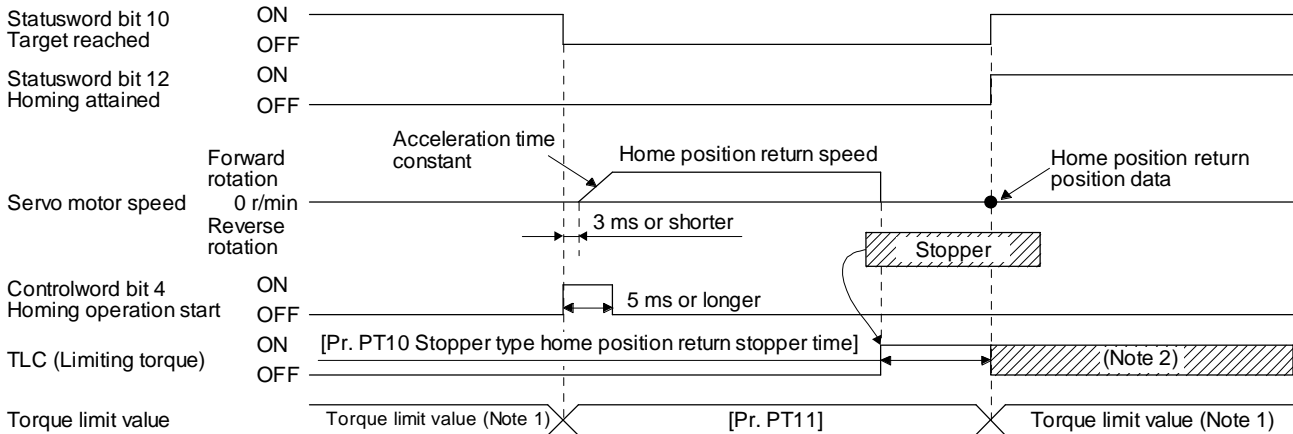 Statusword bit 10
Target reached
ON
OFF
Statusword bit 12
Homing attained
ON
OFF
Servo motor speed
Forward
rotation
0 r/min
Reverse
rotation
Acceleration time
constant
Home position return speed
Home position return
position data
3 ms or shorter
Stopper
Controlword bit 4
Homing operation start
ON
OFF
5 ms or longer
TLC (Limiting torque)
ON
OFF
[Pr. PT10 Stopper type home position return stopper time]
(Note 2)
Torque limit value
Torque limit value (Note 1)
[Pr. PT11]
Torque limit value (Note 1)